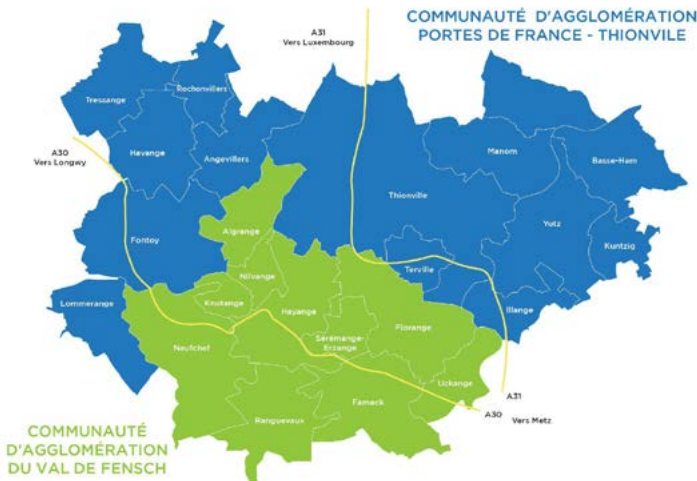 COMMUNAUTÉ D'AGGLOMÉRATION
PORTES DE FRANCE - THIONVILE
A31
Vers Luxembourg
Rochonvillers
Tressange
A30
Vers Longwy
Havange
Angevillers
Manom
Basse-Ham
Thionville
Algrange
Yutz
Fontoy
Kuntzig
Nilvange
Terville
Lommerange
Knutange
Illange
Hayange
Florange
Serémange-
Erzange
Neufchef
Uckange
A31
Fameck
A30
Vers Metz
Ranguevaux
COMMUNAUTÉ
D'AGGLOMÉRATION
DU VAL DE FENSCH